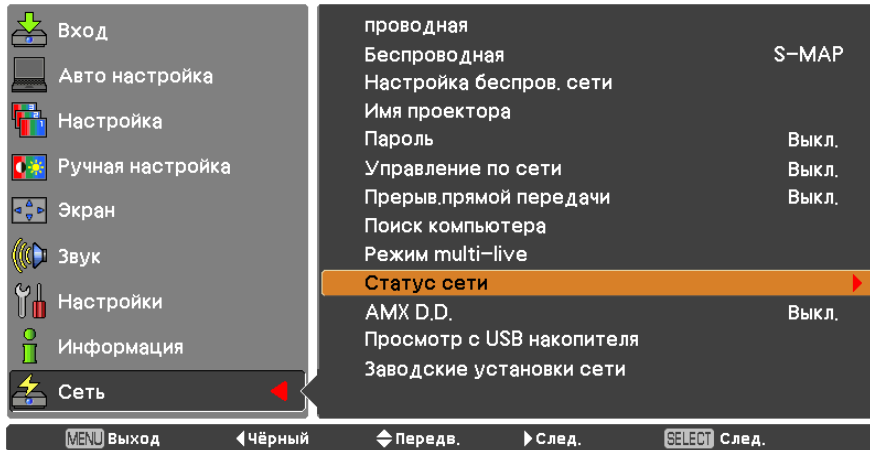 Вход
Авто настройка
Настройка
Ручная настройка
Экран
Звук
Настройки
Информация
Сеть
проводная
Беспроводная S-MAP
Настройка беспров. сети
Имя проектора
Пароль Выкл.
Управление по сети Выкл.
Прерыв.прямой передачи Выкл.
Поиск компьютера
Режим multi-live
Статус сети
AMX D.D. Выкл.
Просмотр с USB накопителя
Заводские установки сети
MENU Выход Чёрный Передв. След. SELECT След.